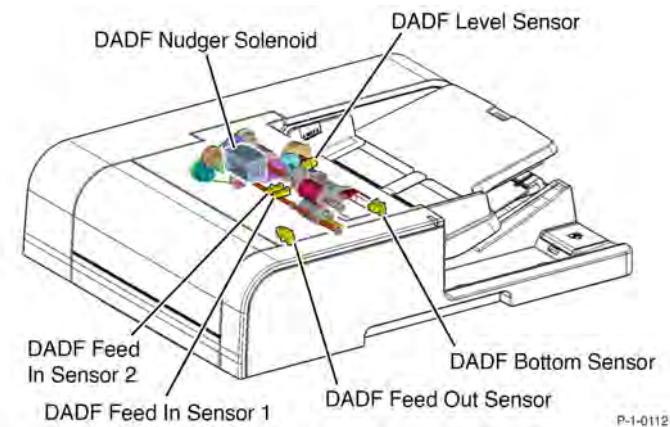 DADF Level Sensor
DADF Nudger Solenoid
DADF Feed
In Sensor 2
DADF Bottom Sensor
DADF Feed Out Sensor
DADF Feed In Sensor 1
P-1-0112